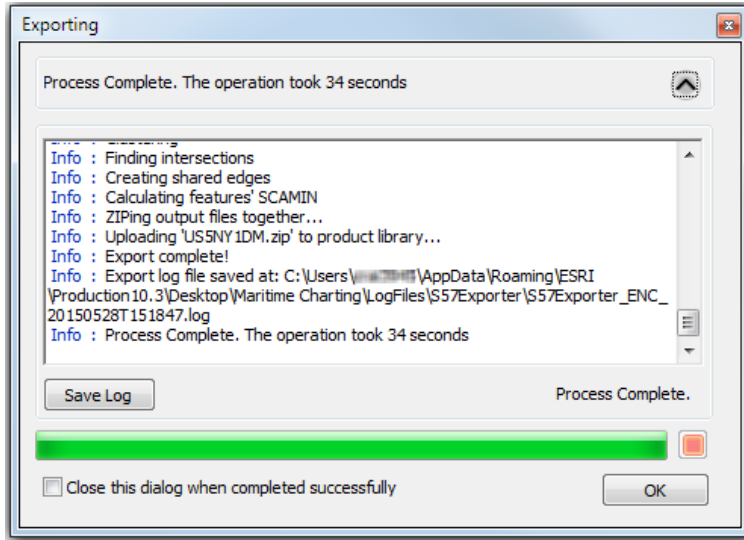 Exporting
Process Complete. The operation took 34 seconds
Info : Finding intersections
Info : Creating shared edges
Info : Calculating features' SCAMIN
Info : ZIPing output files together...
Info : Uploading 'US5NY1DM.zip' to product library...
Info : Export complete!
Info : Export log file saved at: C:\Users\ \AppData\Roaming\ESRI
\Production10.3\Desktop\Maritime Charting\LogFiles\S57Exporter\S57Exporter_ENC_
20150528T151847.log
Info : Process Complete. The operation took 34 seconds
Save Log
Process Complete.
Close this dialog when completed successfully
OK